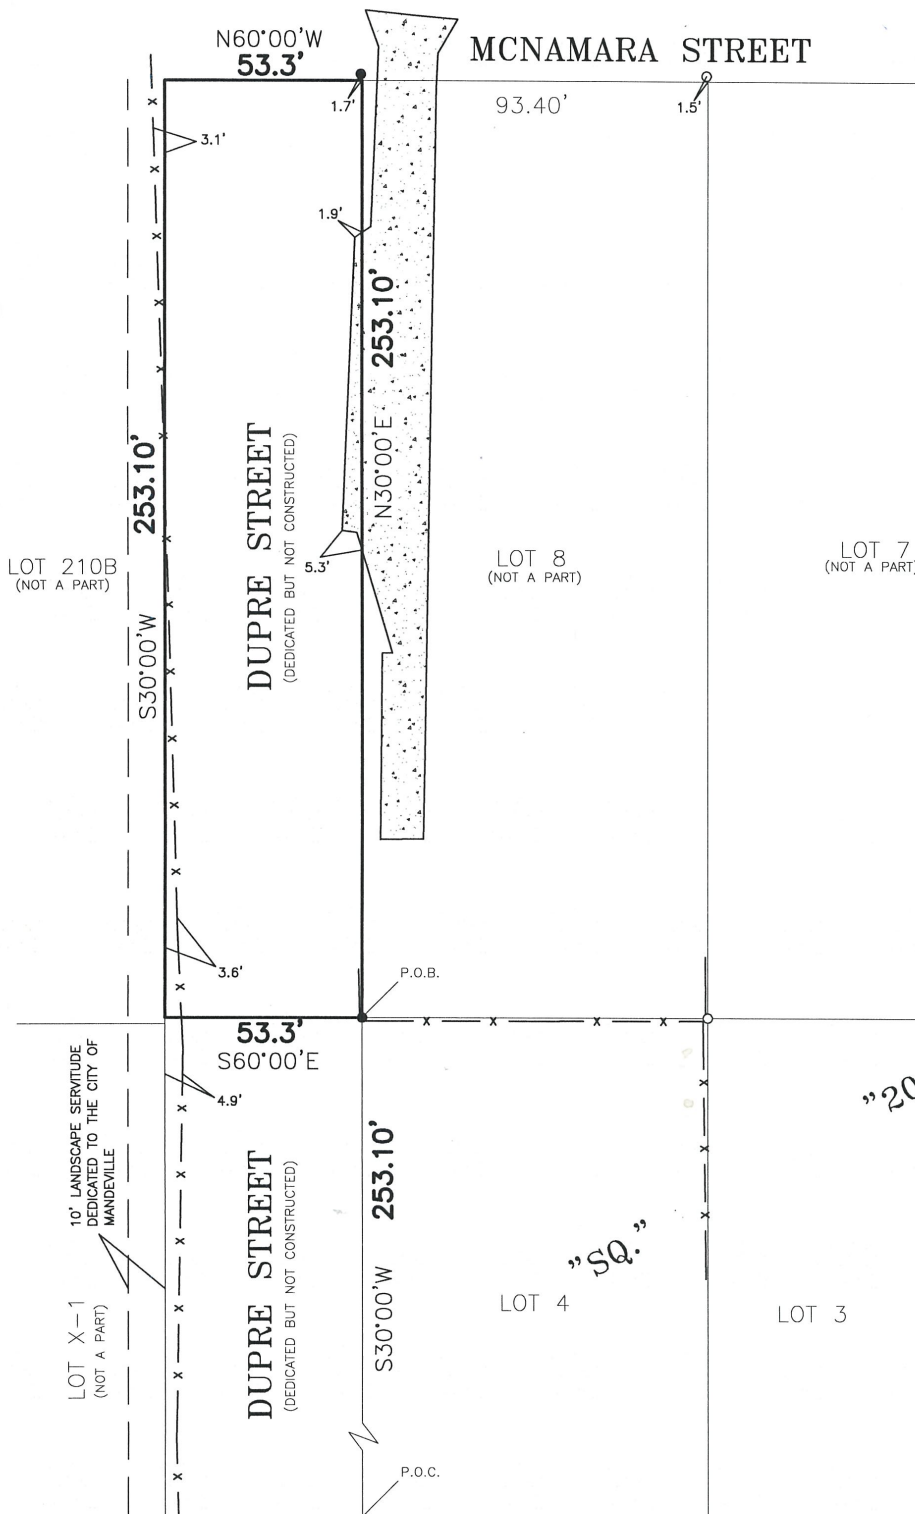 N60°00'W
53.3'
MCNAMARA STREET
1.7'
93.40'
1.5'
3.1'
1.9'
253.10'
N30°00'E
DUPRE STREET
(DEDICATED BUT NOT CONSTRUCTED)
253.10'
S30°00'W
5.3'
LOT 210B
(NOT A PART)
LOT 8
(NOT A PART)
LOT 7
(NOT A PART)
3.6'
P.O.B.
53.3'
S60°00'E
4.9'
10' LANDSCAPE SERVITUDE
DEDICATED TO THE CITY OF
MANDEVILLE
DUPRE STREET
(DEDICATED BUT NOT CONSTRUCTED)
253.10'
S30°00'W
"SQ."
"20
LOT X-1
(NOT A PART)
LOT 4
LOT 3
P.O.C.